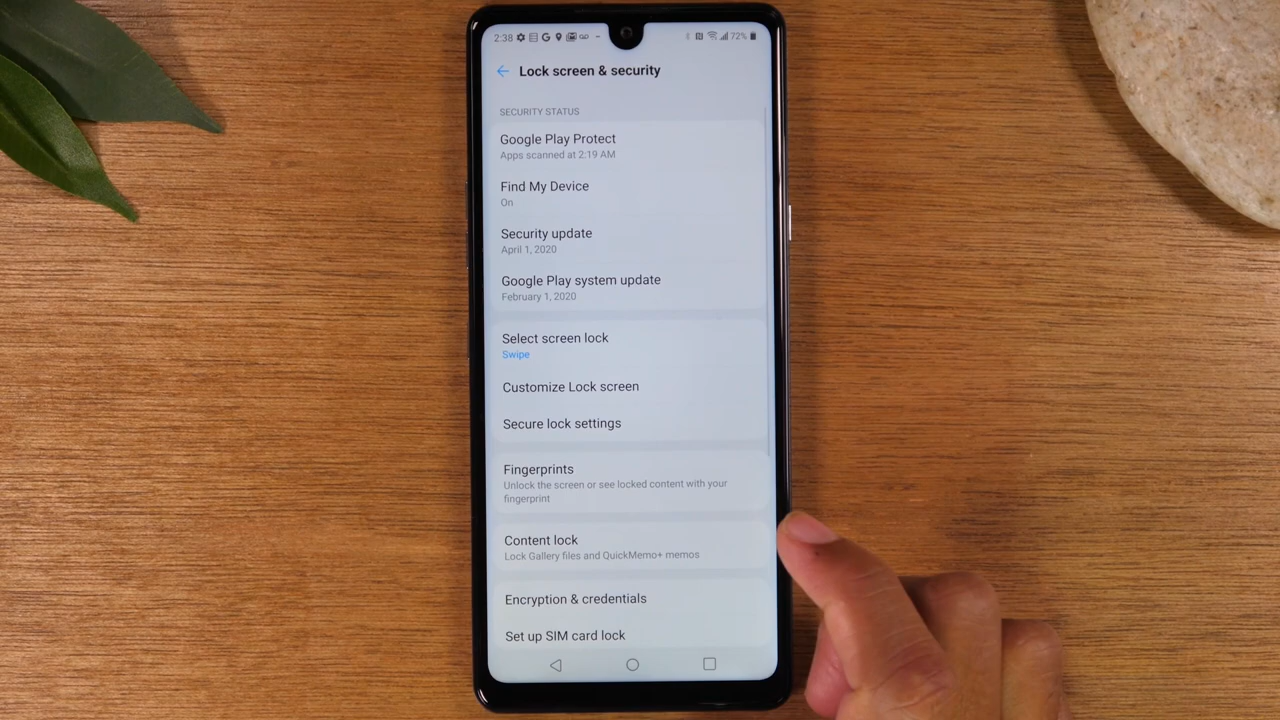 2:38 72%
Lock screen & security
SECURITY STATUS
Google Play Protect
Apps scanned at 2:19 AM
Find My Device
On
Security update
April 1, 2020
Google Play system update
February 1, 2020
Select screen lock
Swipe
Customize Lock screen
Secure lock settings
Fingerprints
Unlock the screen or see locked content with your
fingerprint
Content lock
Lock Gallery files and QuickMemo+ memos
Encryption & credentials
Set up SIM card lock